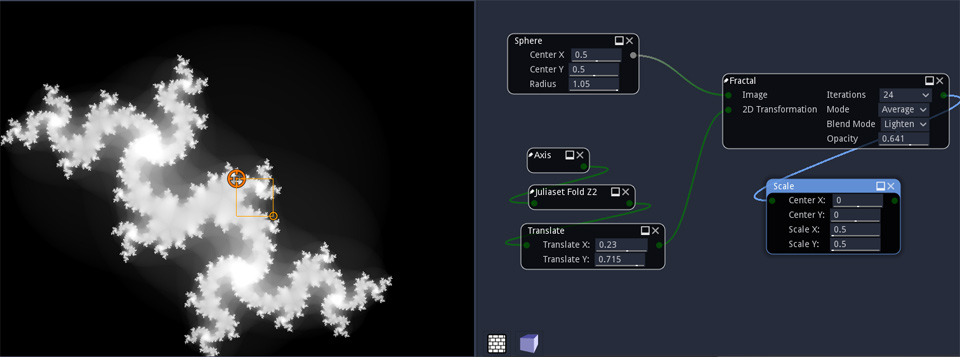 Sphere
Center X 0.5
Center Y 0.5
Radius 1.05
Fractal
Image Iterations 24
2D Transformation Mode Average
Blend Mode Lighten
Opacity 0.641
Axis
Juliaset Fold Z2
Translate
Translate X: 0.23
Translate Y: 0.715
Scale
Center X: 0
Center Y: 0
Scale X: 0.5
Scale Y: 0.5